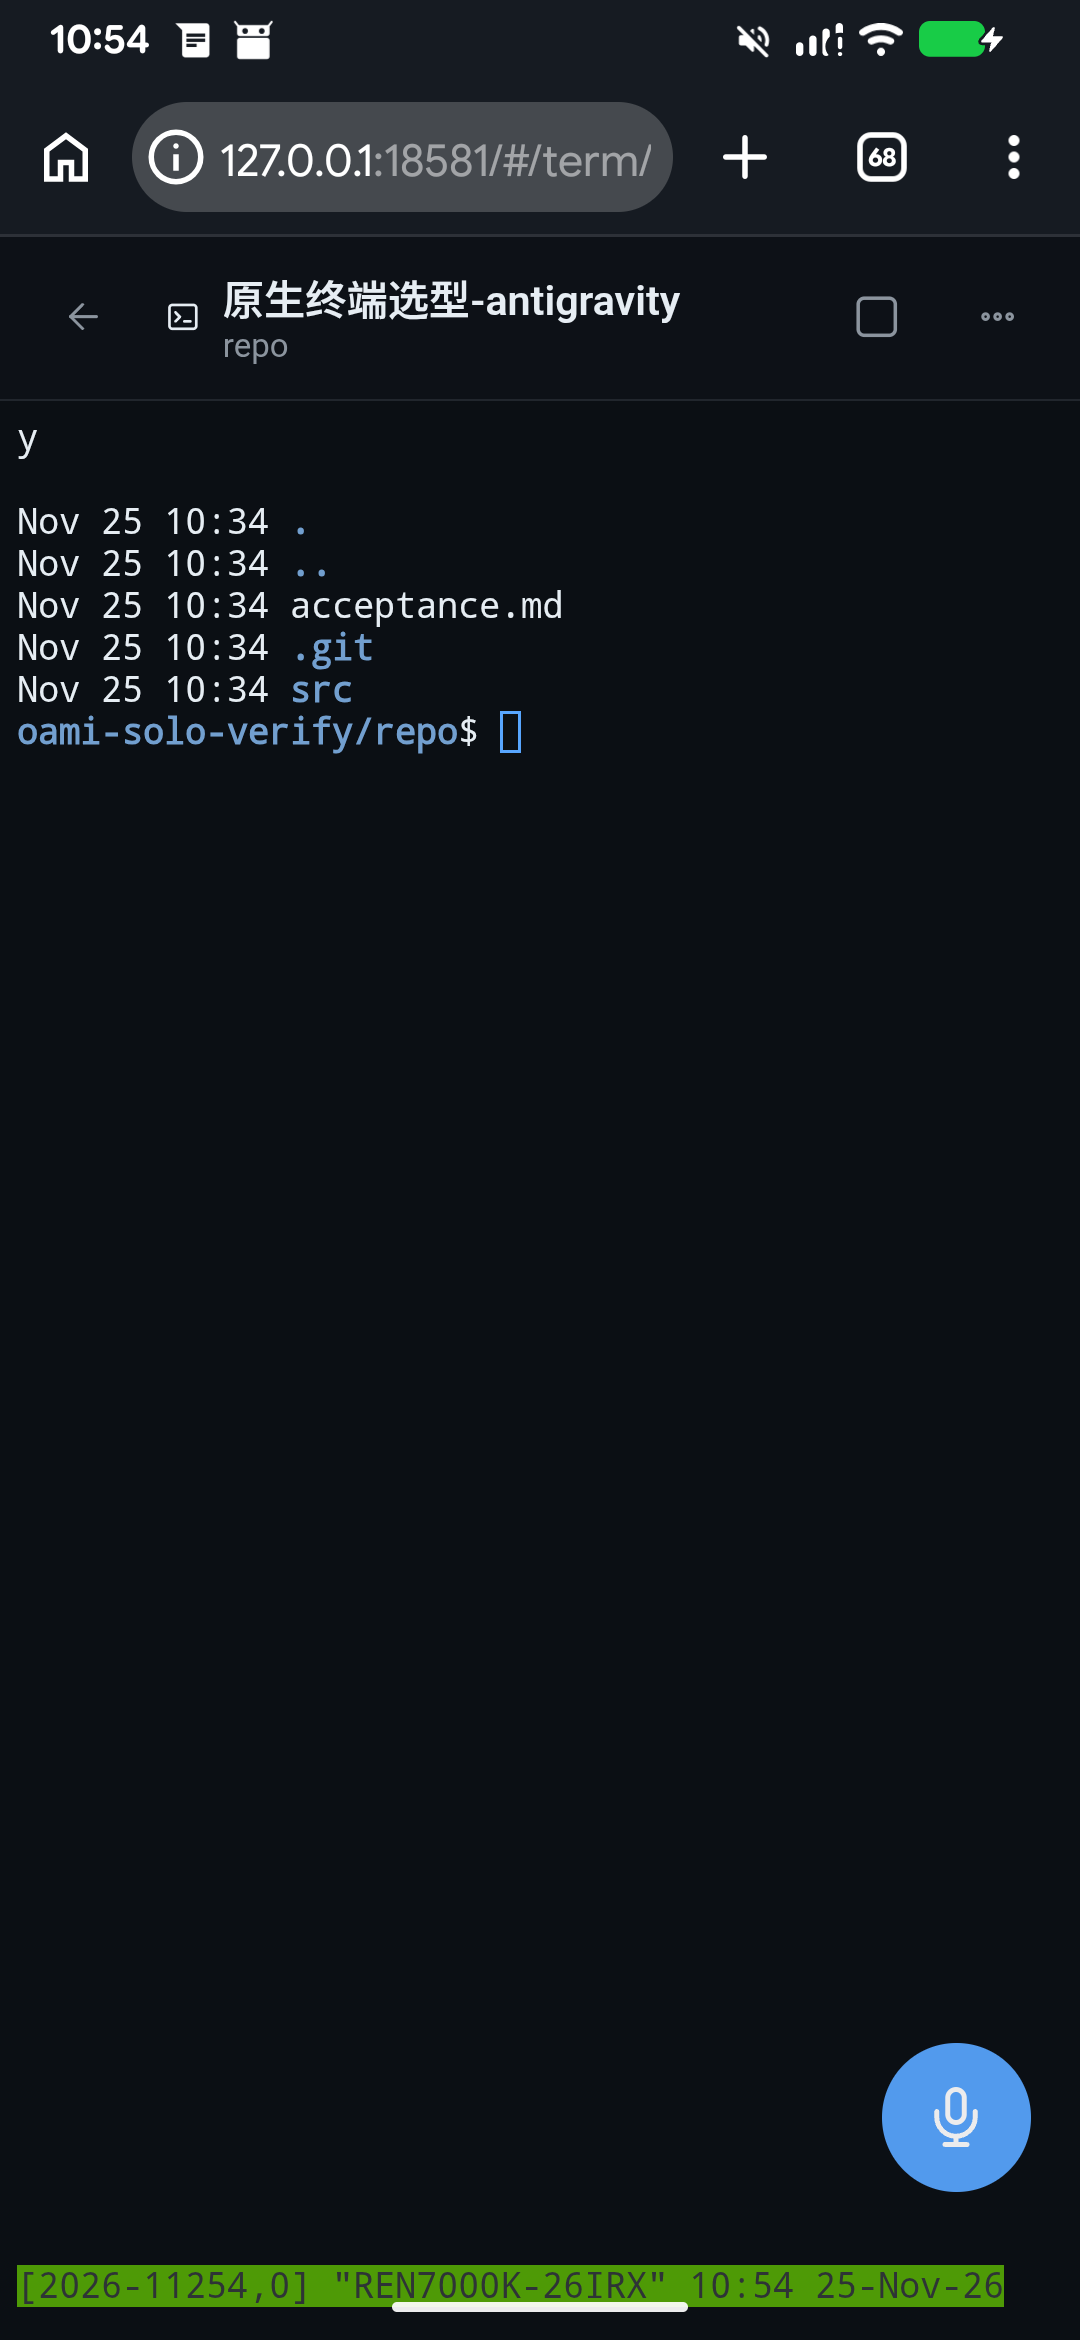 10:54
127.0.0.1:18581/#/term/
68
原生终端选型-antigravity
repo
y
Nov 25 10:34 .
Nov 25 10:34 ..
Nov 25 10:34 acceptance.md
Nov 25 10:34 .git
Nov 25 10:34 src
oami-solo-verify/repo$
[2026-11254,0] "REN7000K-26IRX" 10:54 25-Nov-26